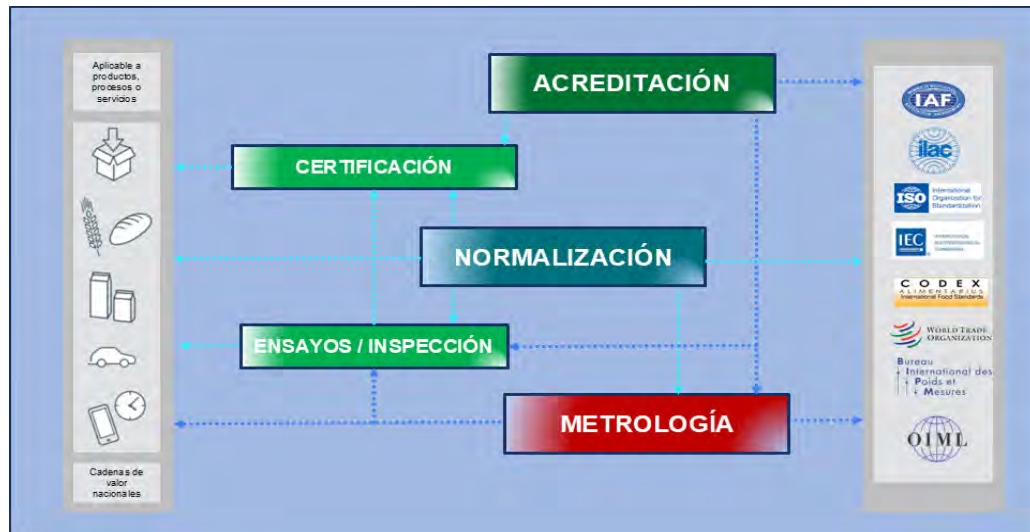 Aplicable a
productos,
procesos o
servicios
Cadenas de
valor
nacionales
ACREDITACIÓN
CERTIFICACIÓN
NORMALIZACIÓN
ENSAYOS / INSPECCIÓN
METROLOGÍA
IAF
ilac
ISO
International
Organization for
Standardization
IEC
CODEX
ALIMENTARIUS
International Food Standards
WORLD TRADE
ORGANIZATION
Bureau
International des
Poids et
Mesures
OIML